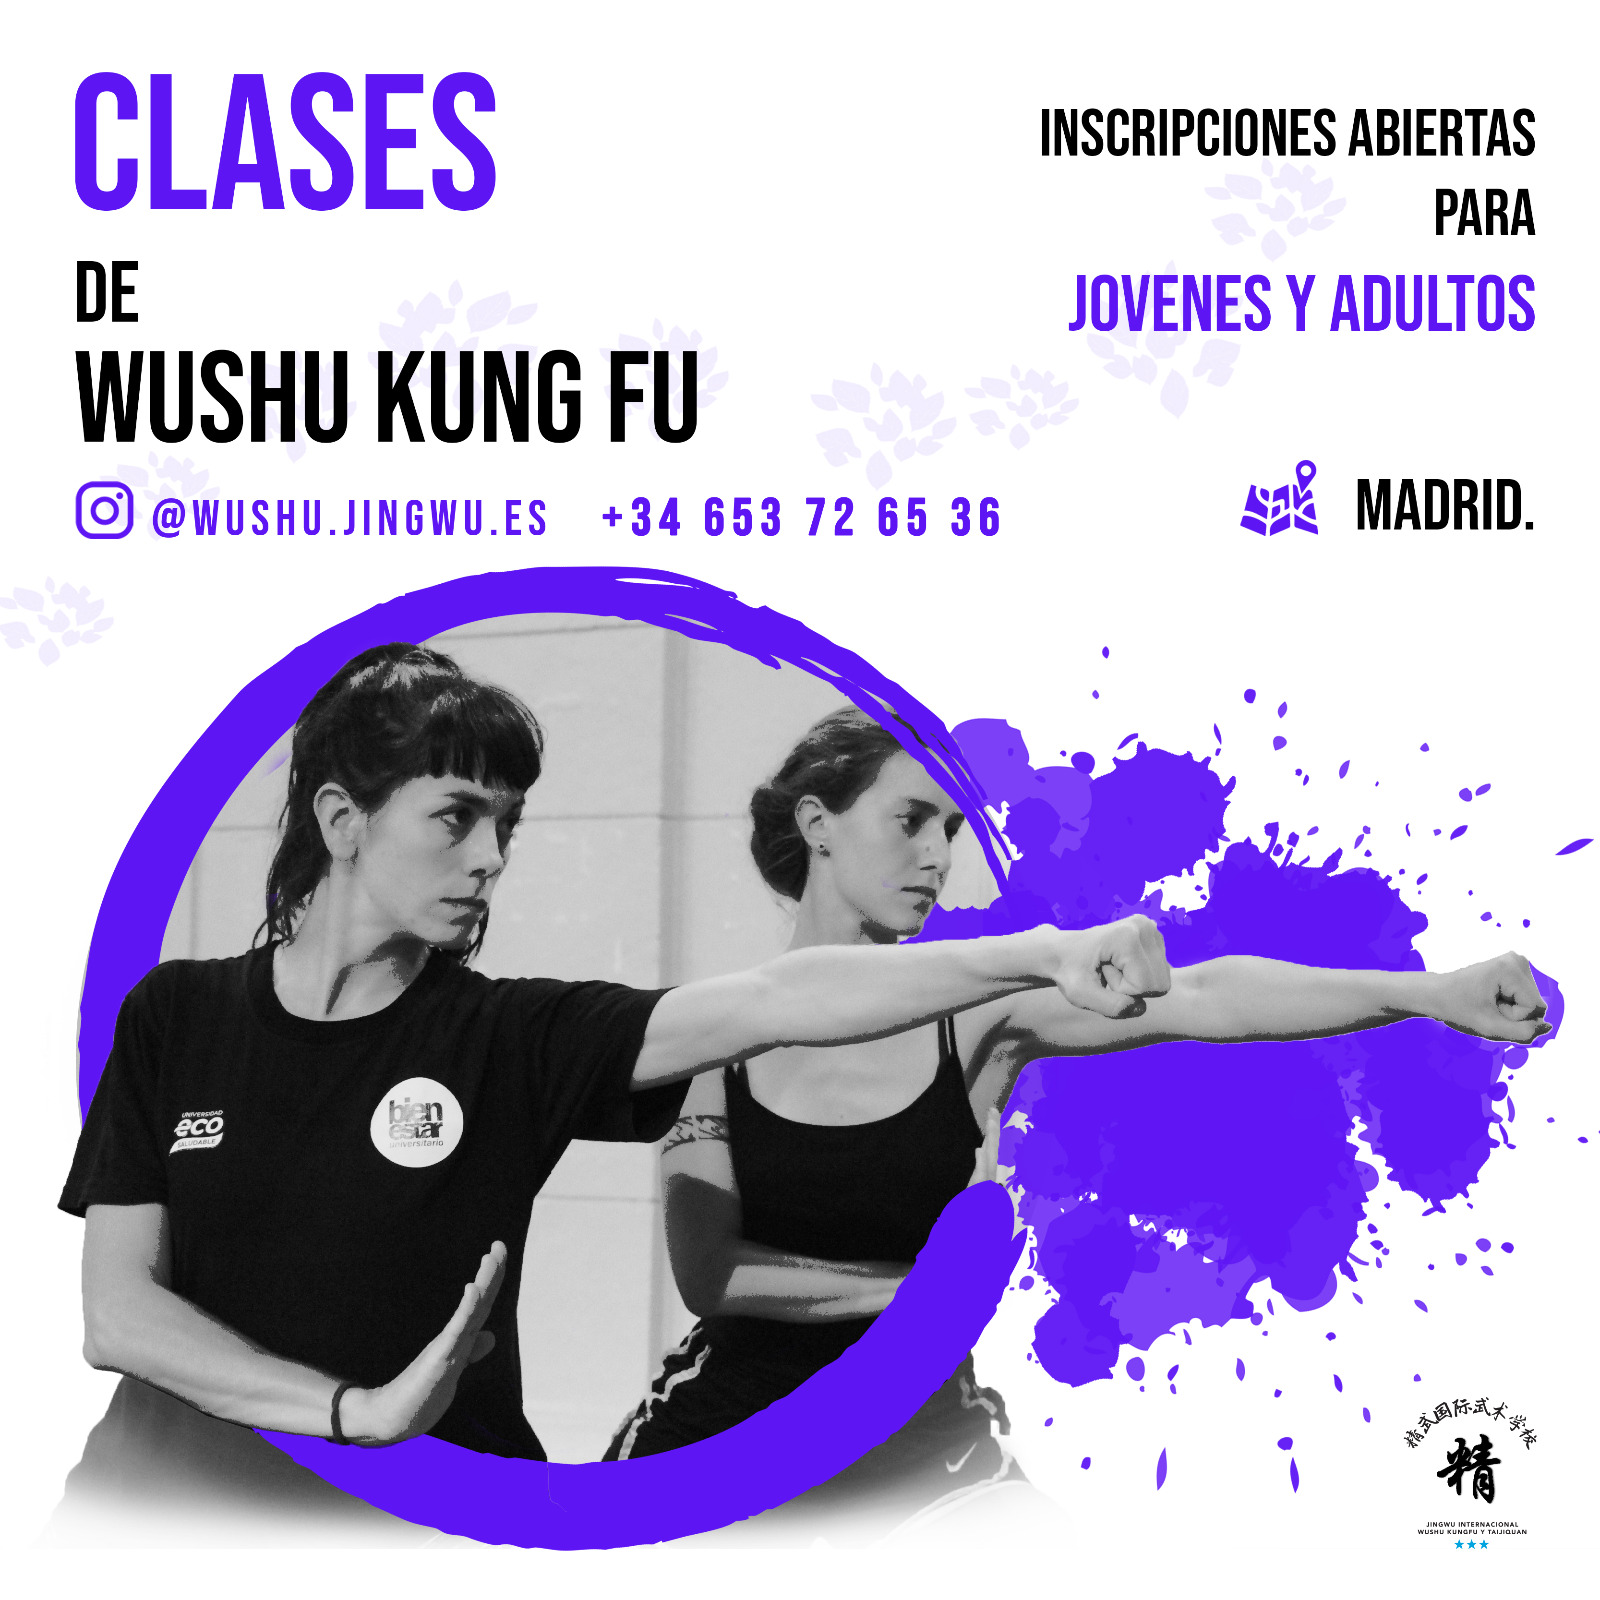 CLASES
DE
WUSHU KUNG FU
@WUSHU.JINGWU.ES +34 653 72 65 36
INSCRIPCIONES ABIERTAS
PARA
JOVENES Y ADULTOS
MADRID.
UNIVERSIDAD
eco
SALUDABLE
bien
estar
universitario
精武国际武术学校
精
JINGWU INTERNACIONAL
WUSHU KUNGFU Y TAIJIQUAN